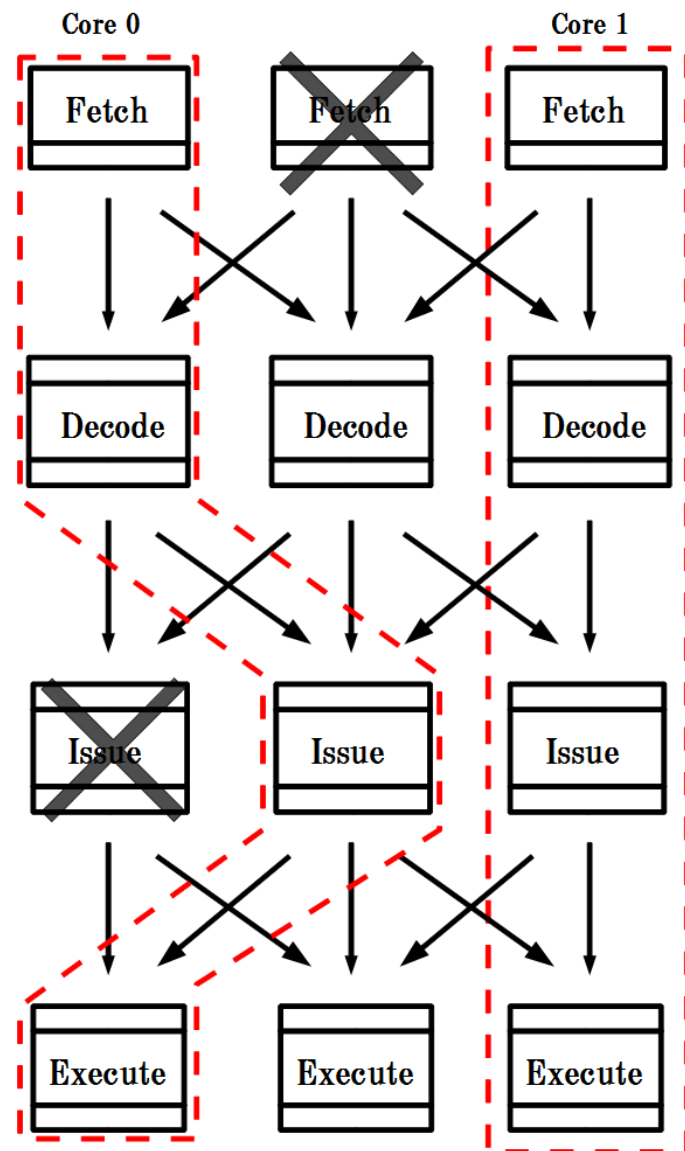 Core 0
Core 1
Fetch
Fetch
Fetch
Decode
Decode
Decode
Issue
Issue
Issue
Execute
Execute
Execute